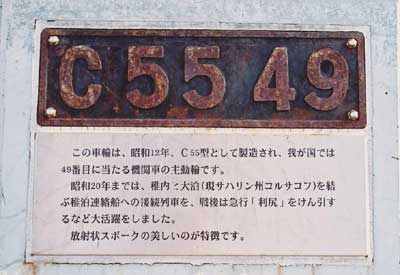 C55 49
この車輪は、昭和12年、C55型として製造され、我が国では
49番目に当たる機関車の主動輪です。
昭和20年までは、稚内と大泊(現サハリン州コルサコフ)を結
ぶ稚泊連絡船への接続列車を、戦後は急行「利尻」をけん引す
るなど大活躍をしました。
放射状スポークの美しいのが特徴です。